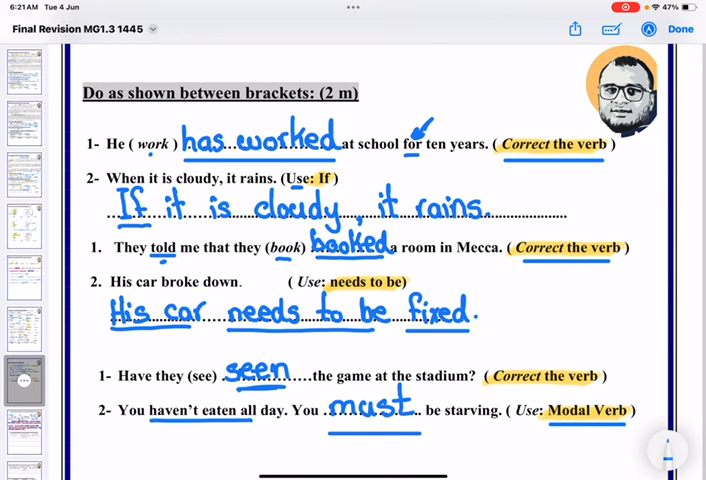 6:21 AM Tue 4 Jun
47%
Final Revision MG1.3 1445
Done
Do as shown between brackets: (2 m)
1- He ( work ) has worked at school for ten years. ( Correct the verb )
2- When it is cloudy, it rains. (Use: If )
If it is cloudy, it rains.
1. They told me that they (book) booked a room in Mecca. ( Correct the verb )
2. His car broke down. ( Use: needs to be)
His car needs to be fixed.
1- Have they (see) seen the game at the stadium? ( Correct the verb )
2- You haven't eaten all day. You must be starving. ( Use: Modal Verb )